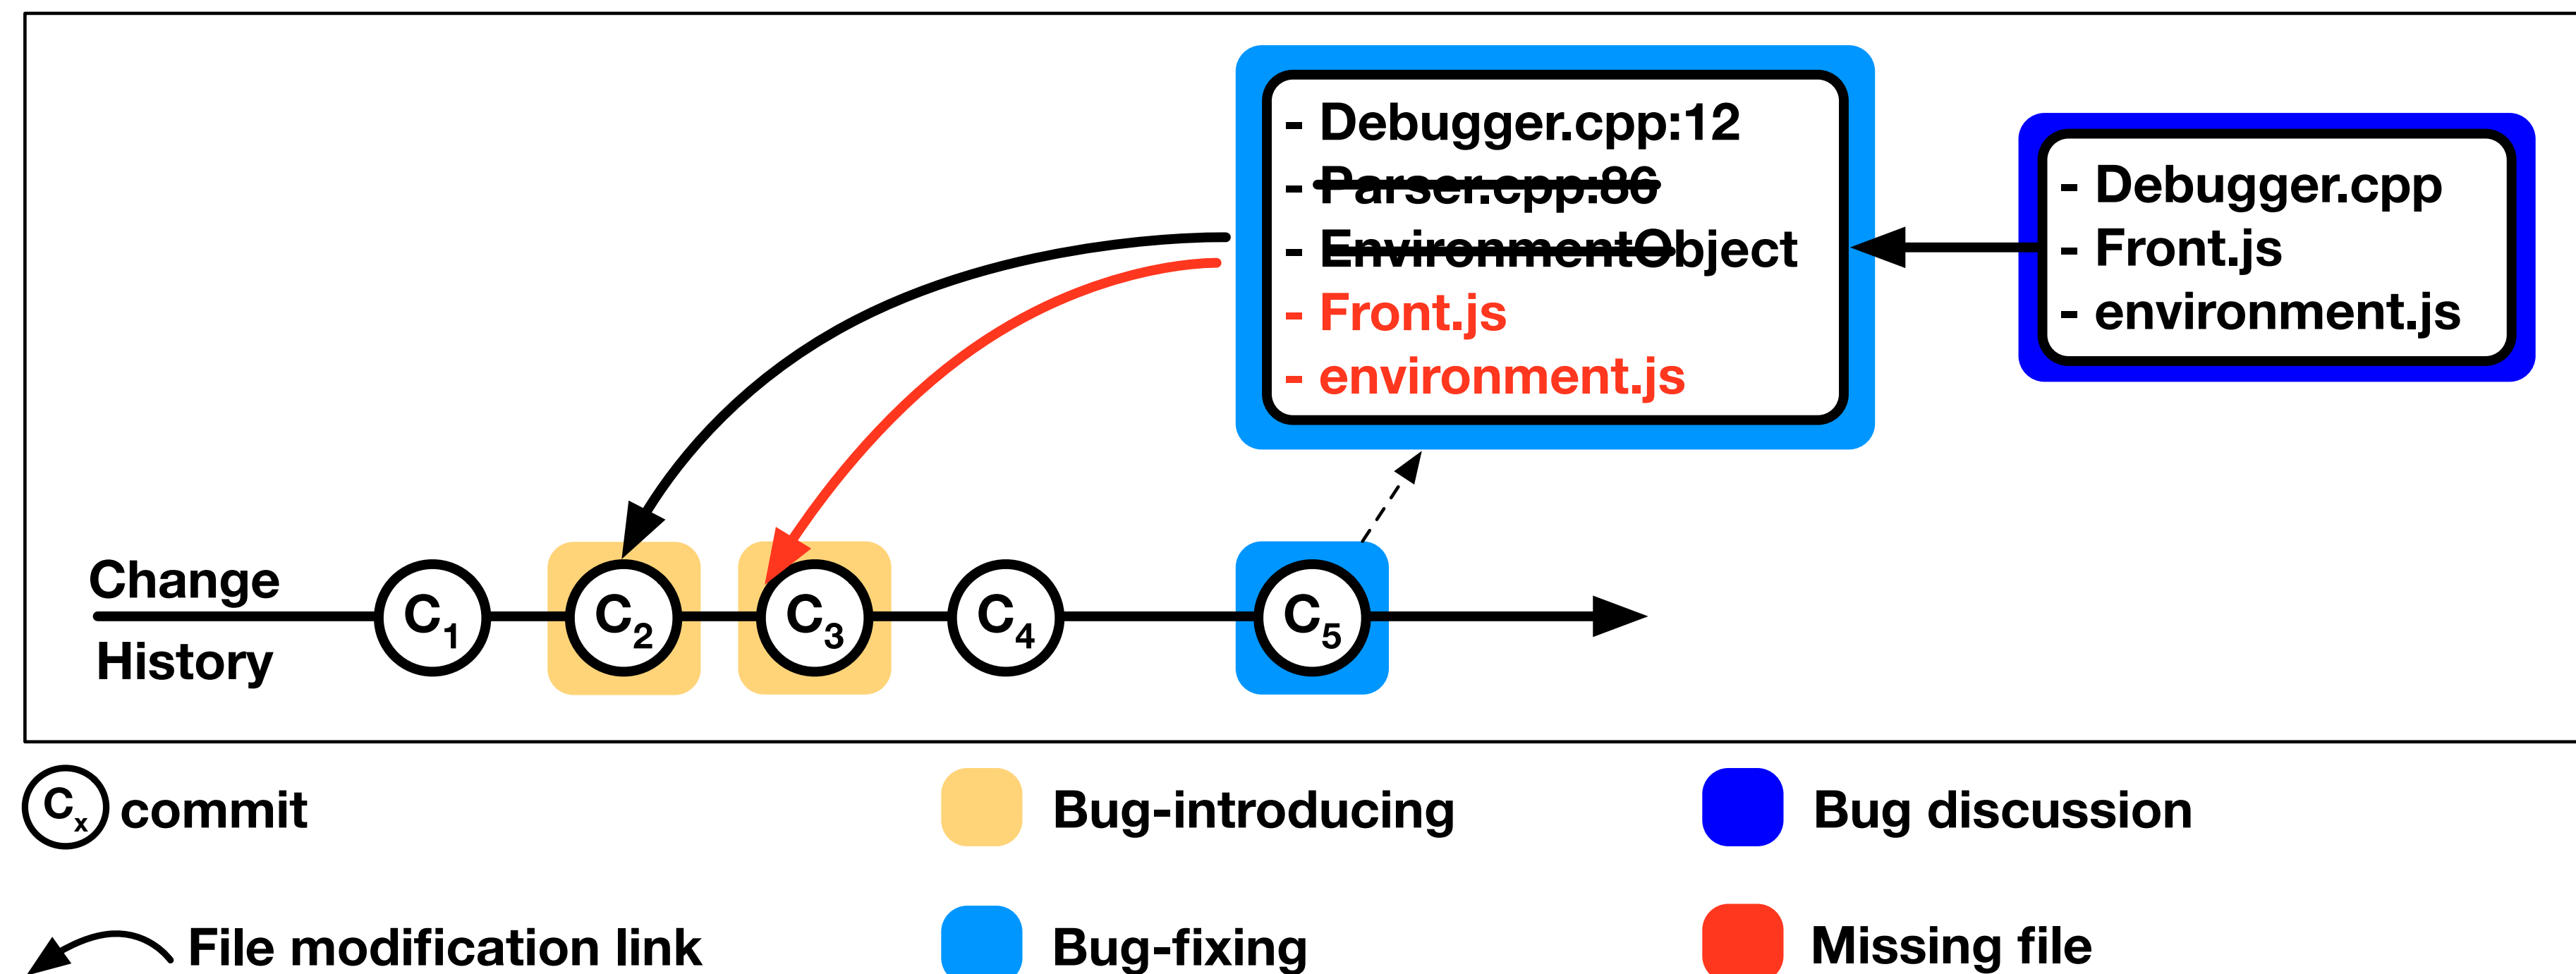 - Debugger.cpp:12
- Parser.cpp:86
- EnvironmentObject
- Front.js
- environment.js
- Debugger.cpp
- Front.js
- environment.js
Change
History
C1
C2
C3
C4
C5
Cx commit
Bug-introducing
Bug discussion
File modification link
Bug-fixing
Missing file